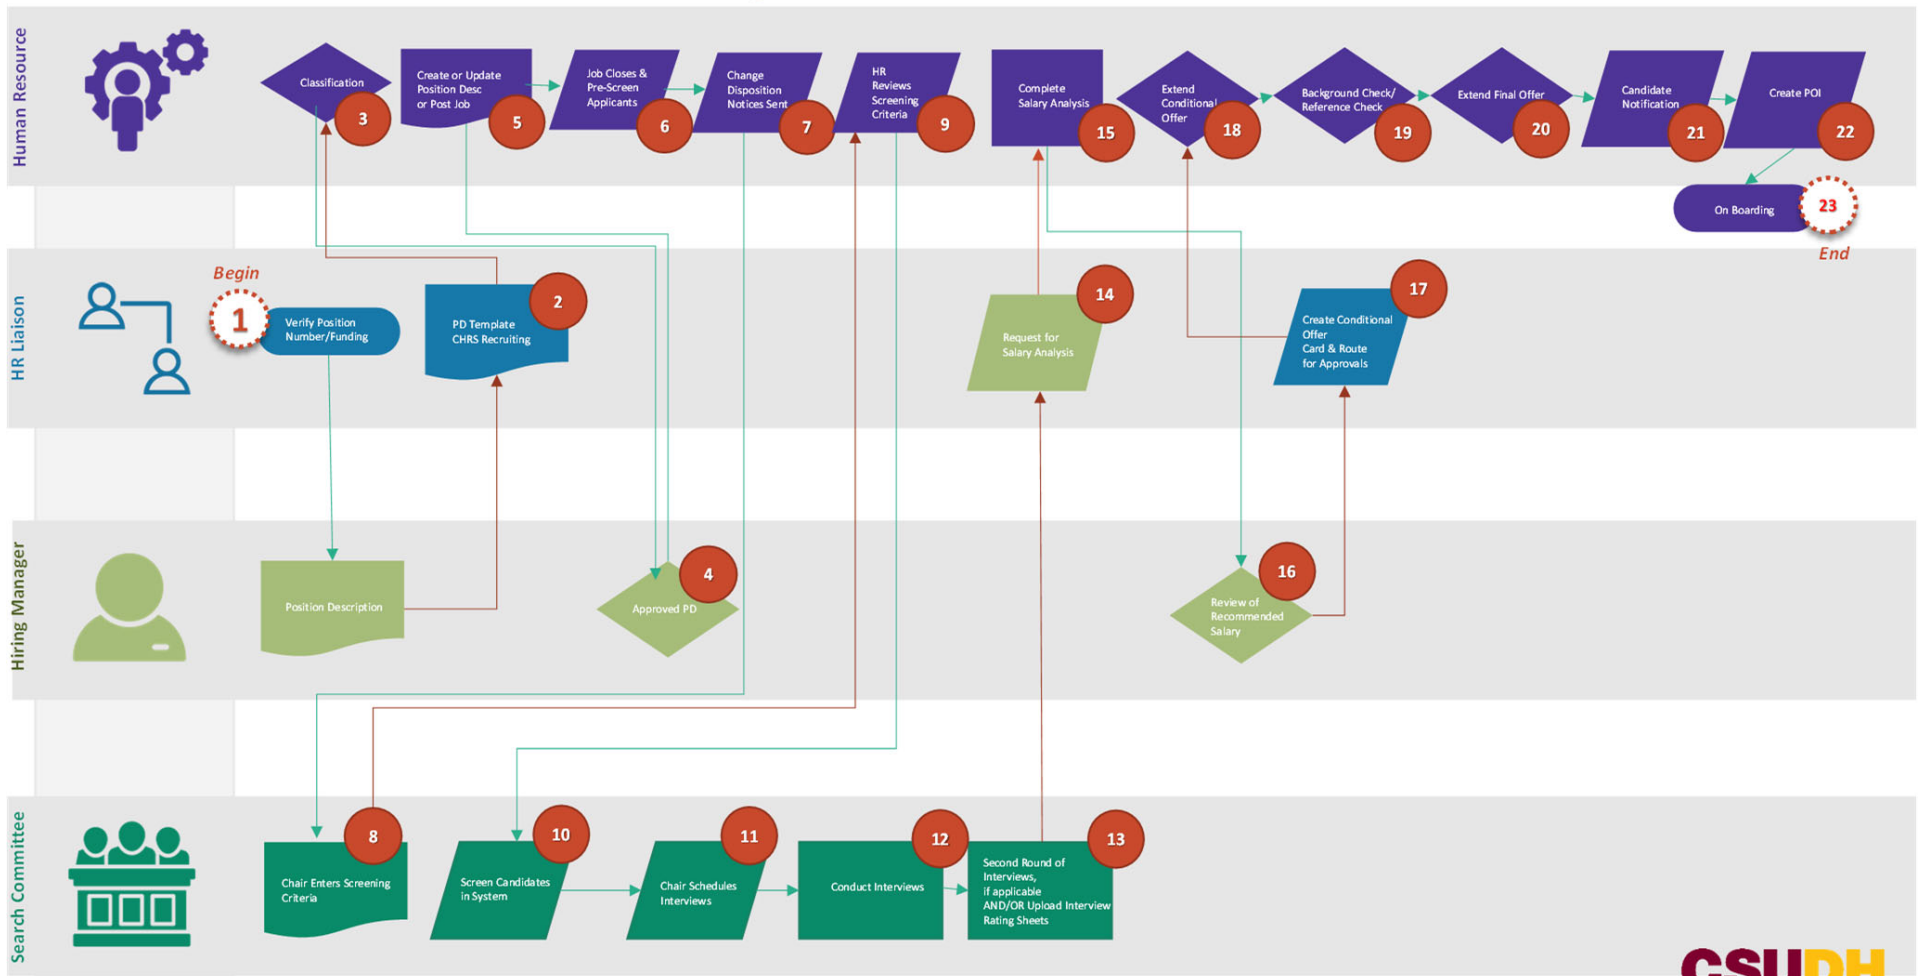 Human Resource
Classification
3
Create or Update
Position Desc
or Post Job
5
Job Closes &
Pre-Screen
Applicants
6
Change
Disposition
Notices Sent
7
HR
Reviews
Screening
Criteria
9
Complete
Salary Analysis
15
Extend
Conditional
Offer
18
Background Check/
Reference Check
19
Extend Final Offer
20
Candidate
Notification
21
Create POI
22
On Boarding
23
End
HR Liaison
Begin
1
Verify Position
Number/Funding
PD Template
CHRS Recruiting
2
Request for
Salary Analysis
14
Create Conditional
Offer
Card & Route
for Approvals
17
Hiring Manager
Position Description
Approved PD
4
Review of
Recommended
Salary
16
Search Committee
Chair Enters Screening
Criteria
8
Screen Candidates
in System
10
Chair Schedules
Interviews
11
Conduct Interviews
12
Second Round of
Interviews,
if applicable
AND/OR Upload Interview
Rating Sheets
13
CSUDH